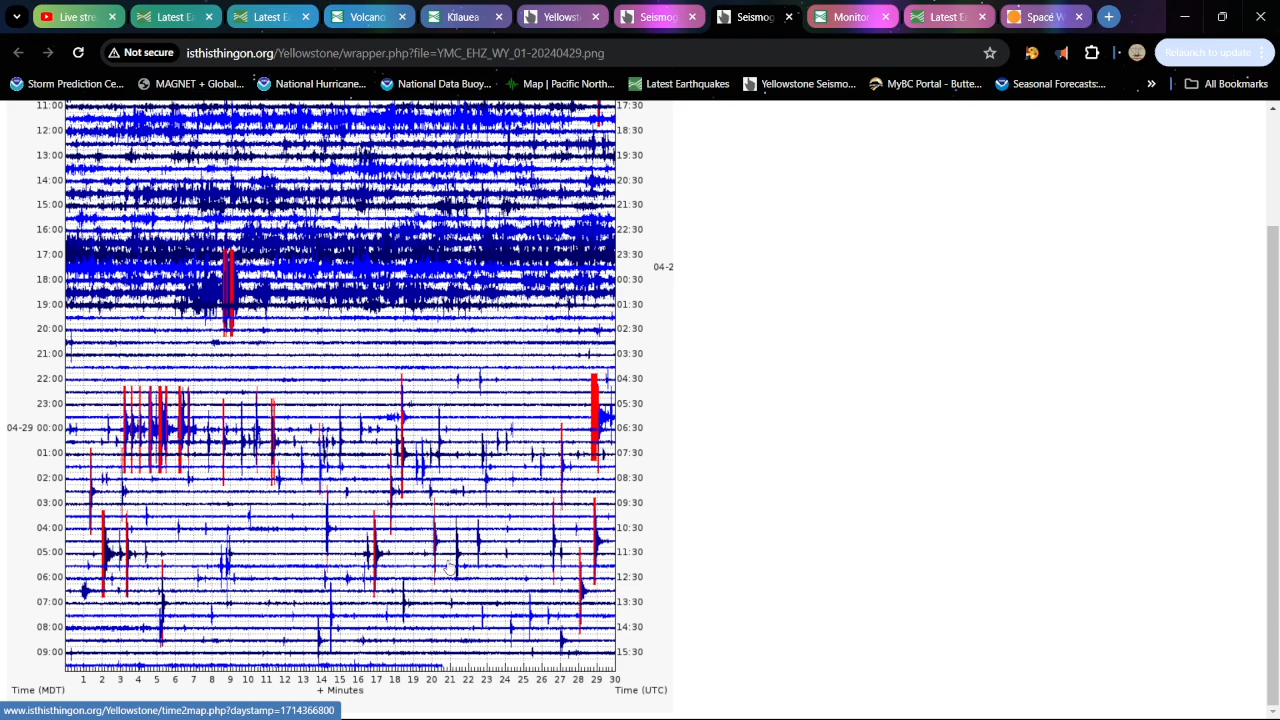 Live stre
Latest Ea
Latest Ea
Volcano
Kilauea
Yellowst
Seismog
Seismog
Monitor
Latest Ea
Space W
Not secure isthisthingon.org/Yellowstone/wrapper.php?file=YMC_EHZ_WY_01-20240429.png Relaunch to update
Storm Prediction Ce... MAGNET + Global... National Hurricane... National Data Buoy... Map | Pacific North... Latest Earthquakes Yellowstone Seismo... MyBC Portal - Butte... Seasonal Forecasts... » All Bookmarks
11:00 17:30
12:00 18:30
13:00 19:30
14:00 20:30
15:00 21:30
16:00 22:30
17:00 23:30
04-2
18:00 00:30
19:00 01:30
20:00 02:30
21:00 03:30
22:00 04:30
23:00 05:30
04-29 00:00 06:30
01:00 07:30
02:00 08:30
03:00 09:30
04:00 10:30
05:00 11:30
06:00 12:30
07:00 13:30
08:00 14:30
09:00 15:30
1 2 3 4 5 6 7 8 9 10 11 12 13 14 15 16 17 18 19 20 21 22 23 24 25 26 27 28 29 30
Time (MDT) + Minutes Time (UTC)
www.isthisthingon.org/Yellowstone/time2map.php?daystamp=1714366800